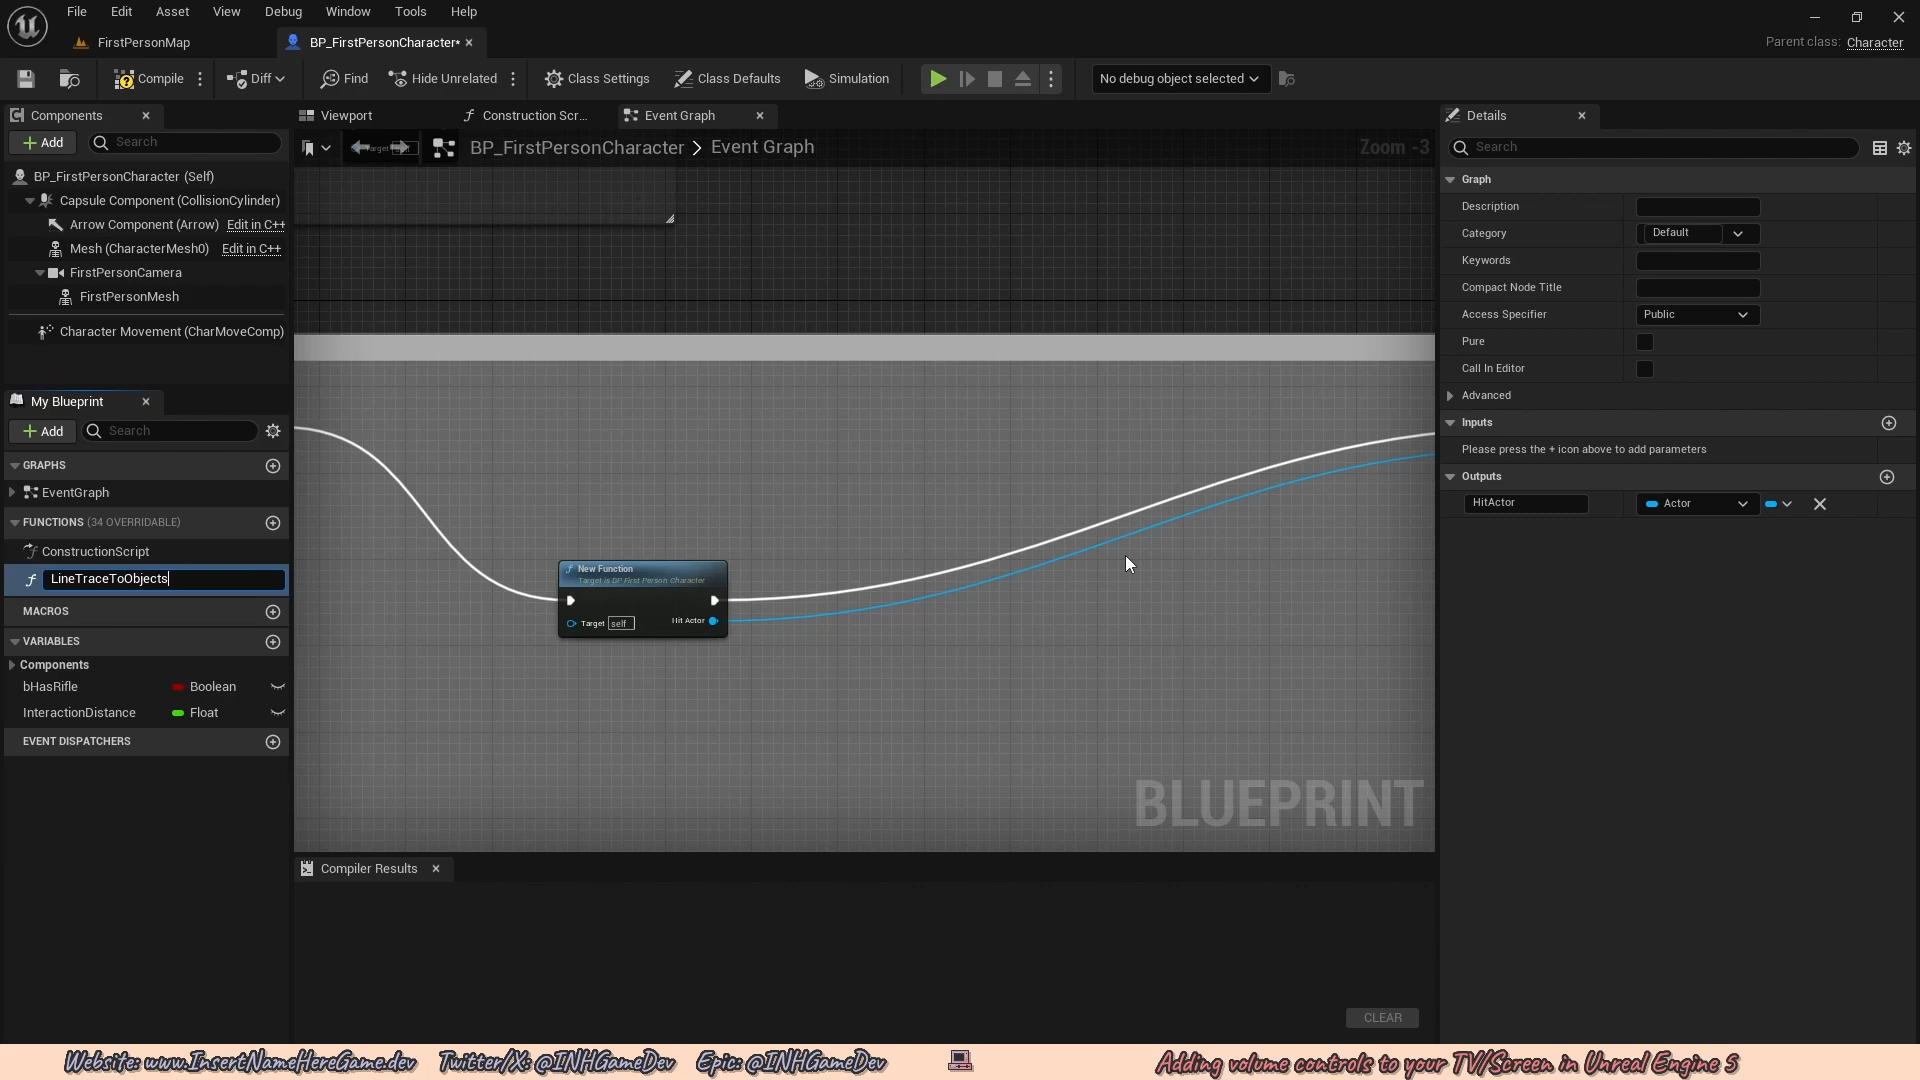 File Edit Asset View Debug Window Tools Help
FirstPersonMap
BP_FirstPersonCharacter*
Parent class: Character
Compile
Diff
Find
Hide Unrelated
Class Settings
Class Defaults
Simulation
No debug object selected
Components
Add
Search
BP_FirstPersonCharacter (Self)
Capsule Component (CollisionCylinder)
Arrow Component (Arrow) Edit in C++
Mesh (CharacterMesh0) Edit in C++
FirstPersonCamera
FirstPersonMesh
Character Movement (CharMoveComp)
My Blueprint
Add
Search
GRAPHS
EventGraph
FUNCTIONS (34 OVERRIDABLE)
ConstructionScript
LineTraceToObjects
MACROS
VARIABLES
Components
bHasRifle Boolean
InteractionDistance Float
EVENT DISPATCHERS
Viewport
Construction Scr...
Event Graph
BP_FirstPersonCharacter > Event Graph
Zoom -3
New Function
Target is BP First Person Character
Target self
Hit Actor
BLUEPRINT
Compiler Results
CLEAR
Details
Search
Graph
Description
Category Default
Keywords
Compact Node Title
Access Specifier Public
Pure
Call In Editor
Advanced
Inputs
Please press the + icon above to add parameters
Outputs
HitActor Actor
Website: www.InsertNameHereGame.dev Twitter/X: @INHGameDev Epic: @INHGameDev
Adding volume controls to your TV/Screen in Unreal Engine 5